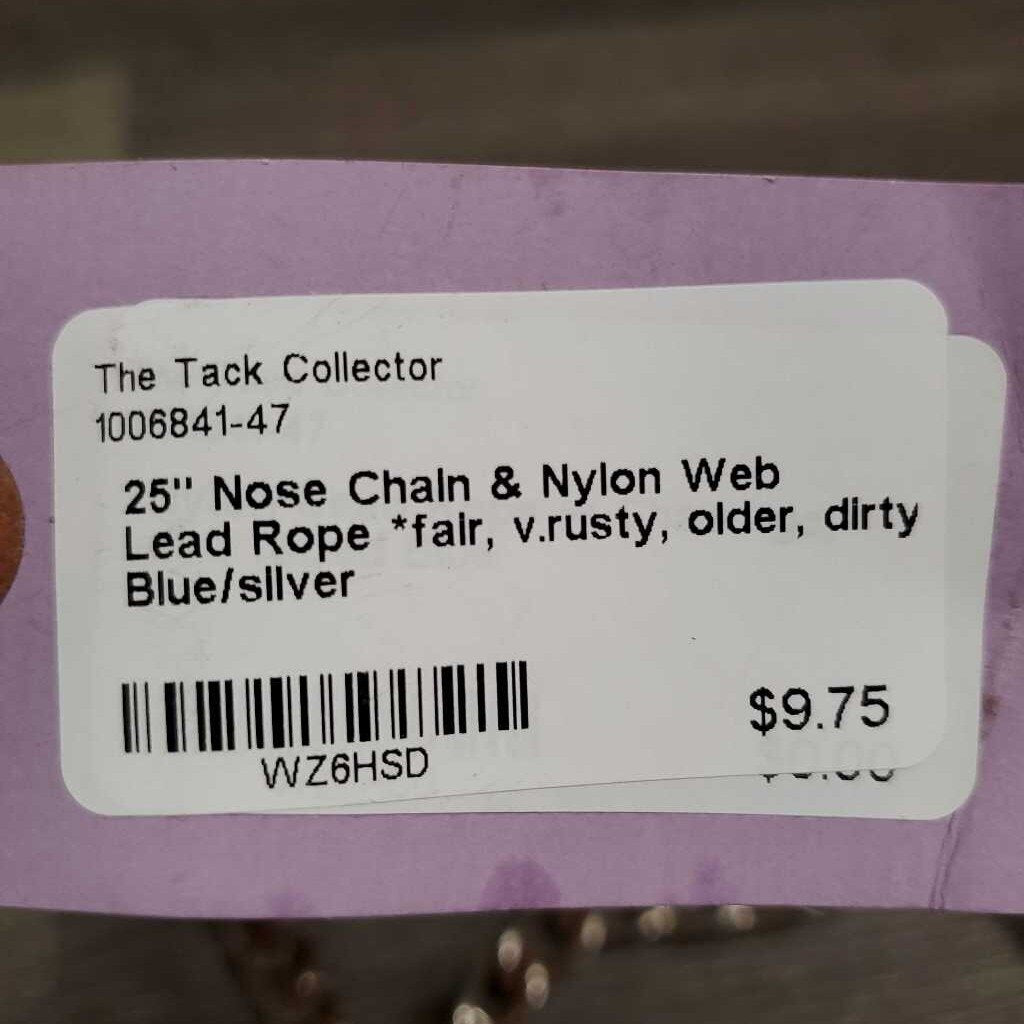 The Tack Collector
1006841-47
25" Nose Chain & Nylon Web
Lead Rope *fair, v.rusty, older, dirty
Blue/silver
$9.75
WZ6HSD